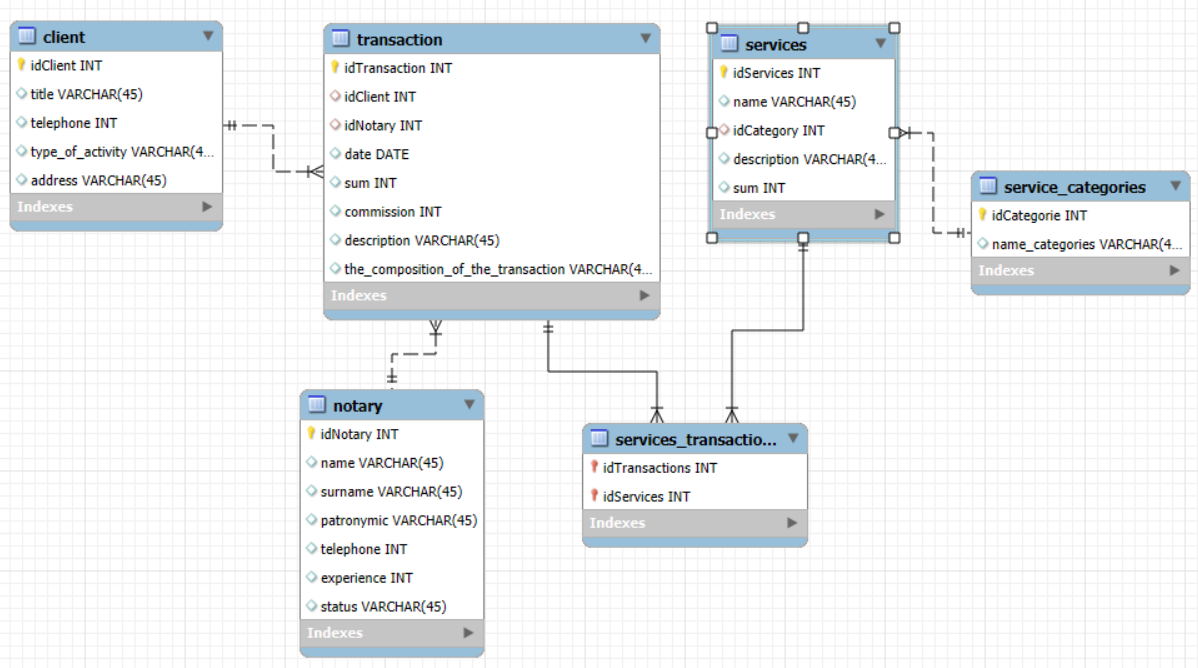 client
idClient INT
title VARCHAR(45)
telephone INT
type_of_activity VARCHAR(4...
address VARCHAR(45)
Indexes
transaction
idTransaction INT
idClient INT
idNotary INT
date DATE
sum INT
commission INT
description VARCHAR(45)
the_composition_of_the_transaction VARCHAR(4...
Indexes
services
idServices INT
name VARCHAR(45)
idCategory INT
description VARCHAR(4...
sum INT
Indexes
service_categories
idCategorie INT
name_categories VARCHAR(4...
Indexes
notary
idNotary INT
name VARCHAR(45)
surname VARCHAR(45)
patronymic VARCHAR(45)
telephone INT
experience INT
status VARCHAR(45)
Indexes
services_transactio...
idTransactions INT
idServices INT
Indexes